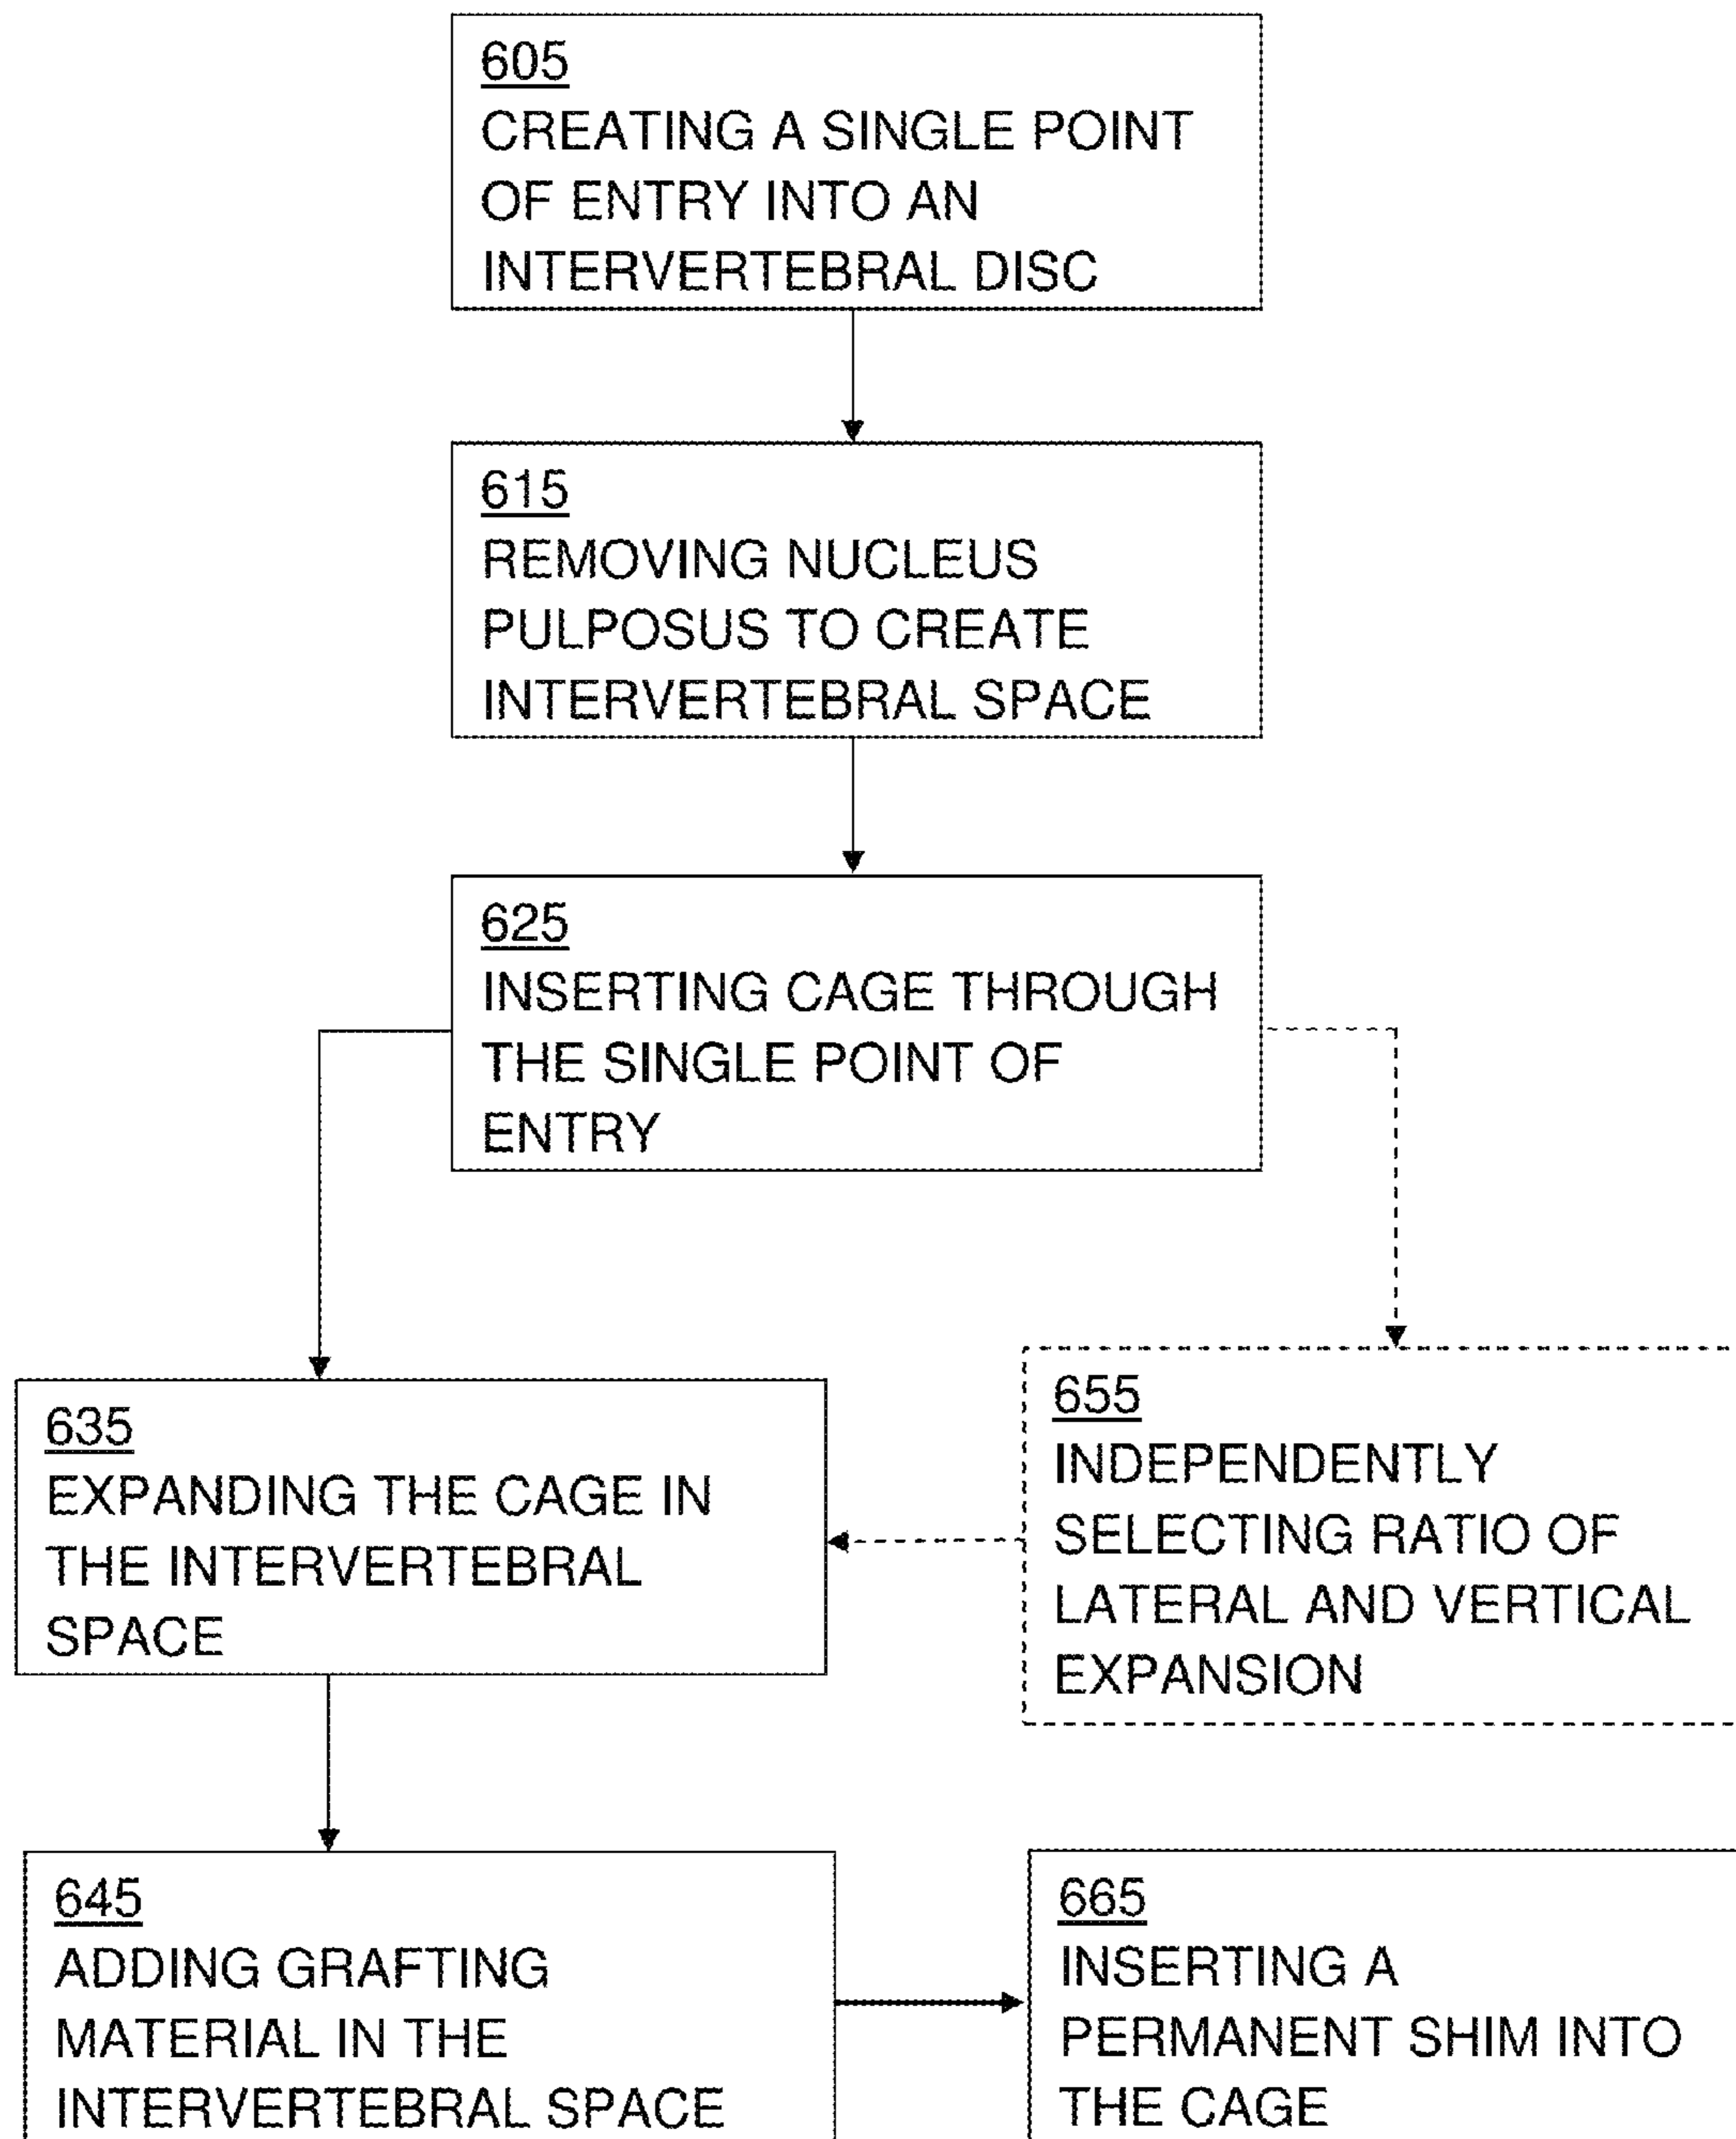 605
CREATING A SINGLE POINT
OF ENTRY INTO AN
INTERVERTEBRAL DISC
615
REMOVING NUCLEUS
PULPOSUS TO CREATE
INTERVERTEBRAL SPACE
625
INSERTING CAGE THROUGH
THE SINGLE POINT OF
ENTRY
635
EXPANDING THE CAGE IN
THE INTERVERTEBRAL
SPACE
655
INDEPENDENTLY
SELECTING RATIO OF
LATERAL AND VERTICAL
EXPANSION
645
ADDING GRAFTING
MATERIAL IN THE
INTERVERTEBRAL SPACE
665
INSERTING A
PERMANENT SHIM INTO
THE CAGE